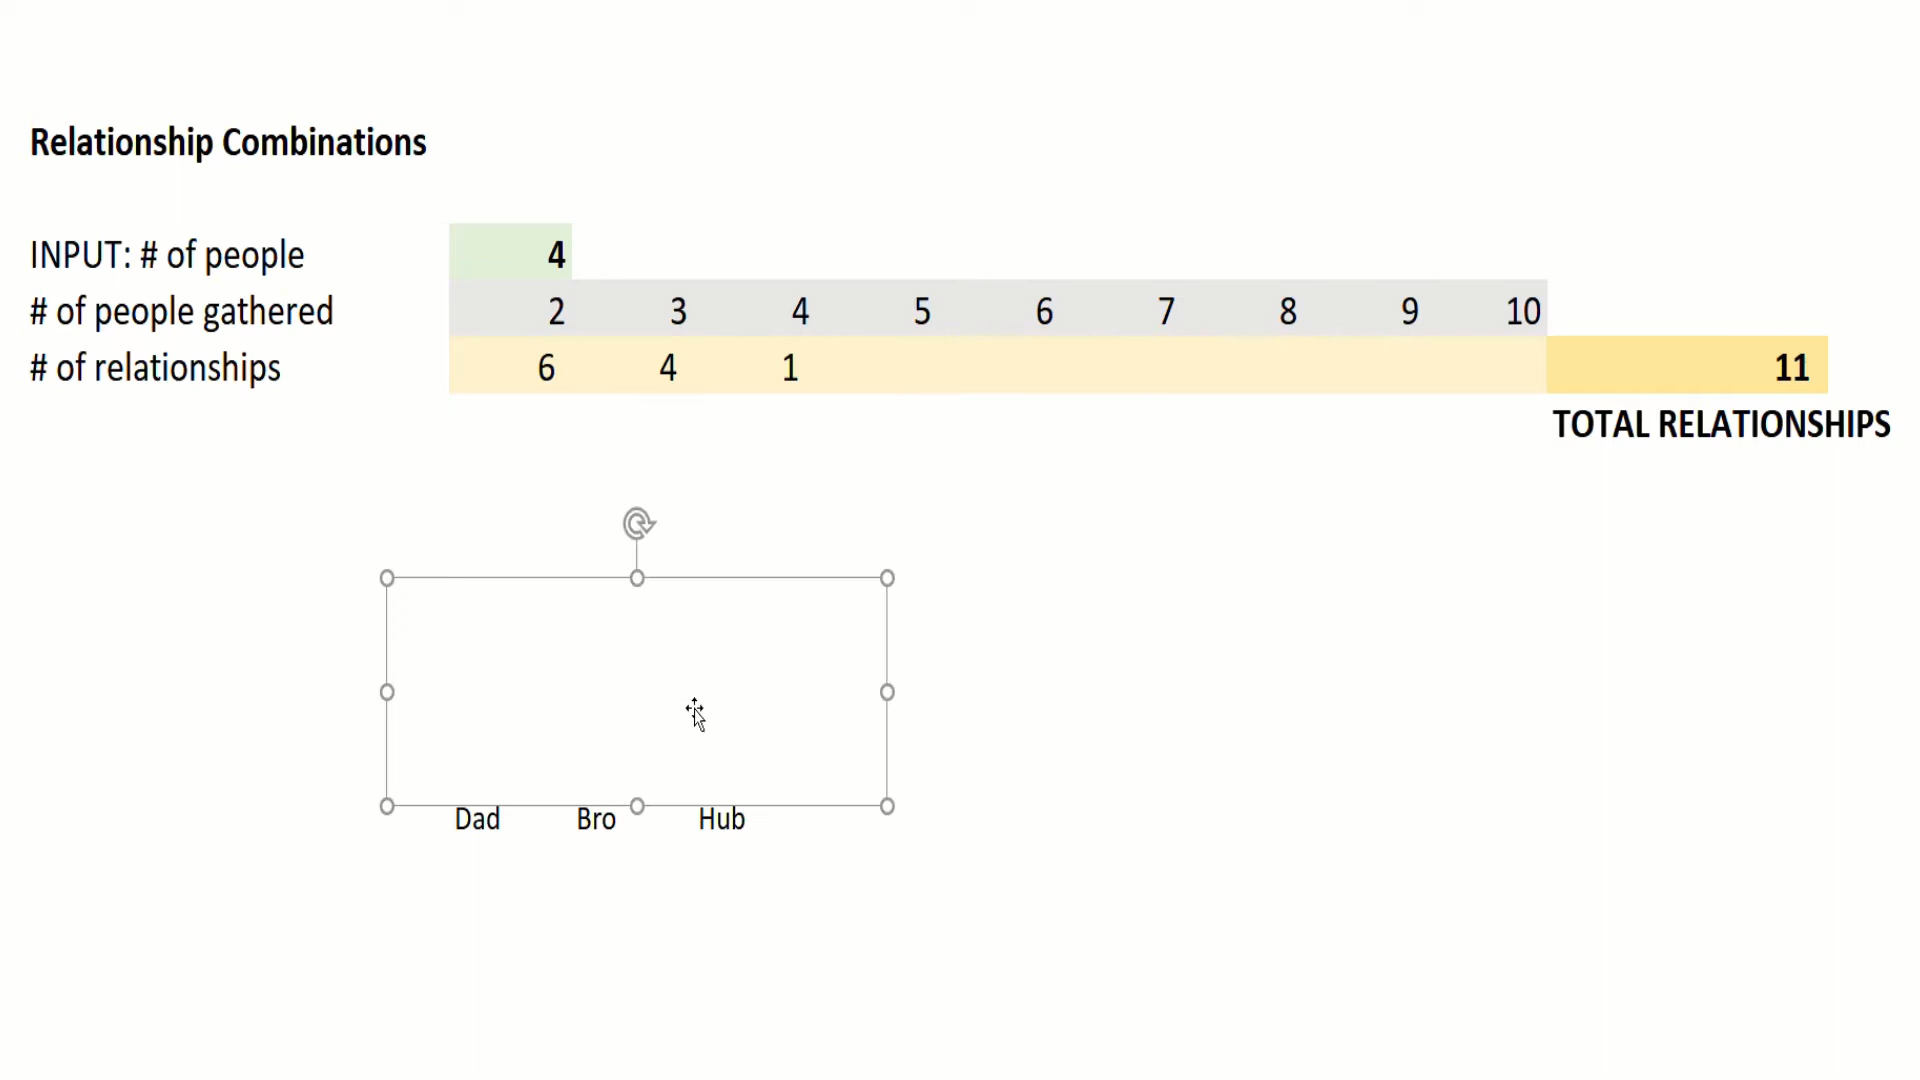 Relationship Combinations
INPUT: # of people 4
# of people gathered 2 3 4 5 6 7 8 9 10
# of relationships 6 4 1 11
TOTAL RELATIONSHIPS
Dad Bro Hub